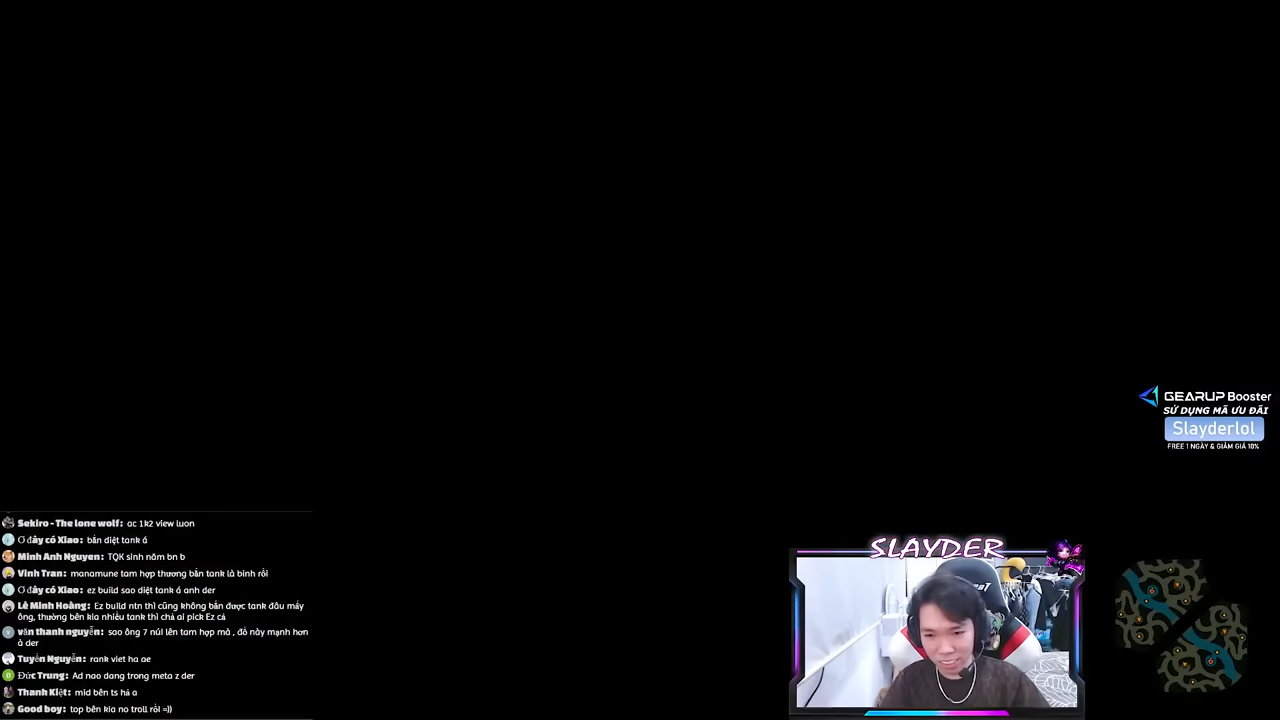 GEARUP Booster
SỬ DỤNG MÃ ƯU ĐÃI
Slayderlol
FREE 1 NGÀY & GIẢM GIÁ 10%
Sekiro - The lone wolf: ac 1k2 view luon
Ơ đây có Xiao: bắn diệt tank á
Minh Anh Nguyen: TQK sinh năm bn b
Vinh Tran: manamune tam hợp thương bắn tank là bình rồi
Ơ đây có Xiao: ez build sao diệt tank á anh der
Lê Minh Hoàng: Ez build ntn thì cũng không bắn được tank đâu mấy
ông, thường bên kia nhiều tank thì chả ai pick Ez cả
văn thanh nguyễn: sao ông 7 núi lên tam hợp mò , đồ này mạnh hơn
à der
Tuyển Nguyễn: rank viet ha ae
Đức Trung: Ad nao dang trong meta z der
Thanh Kiệt: mid bên ts hả a
Good boy: top bên kia no troll rồi =))
SLAYDER